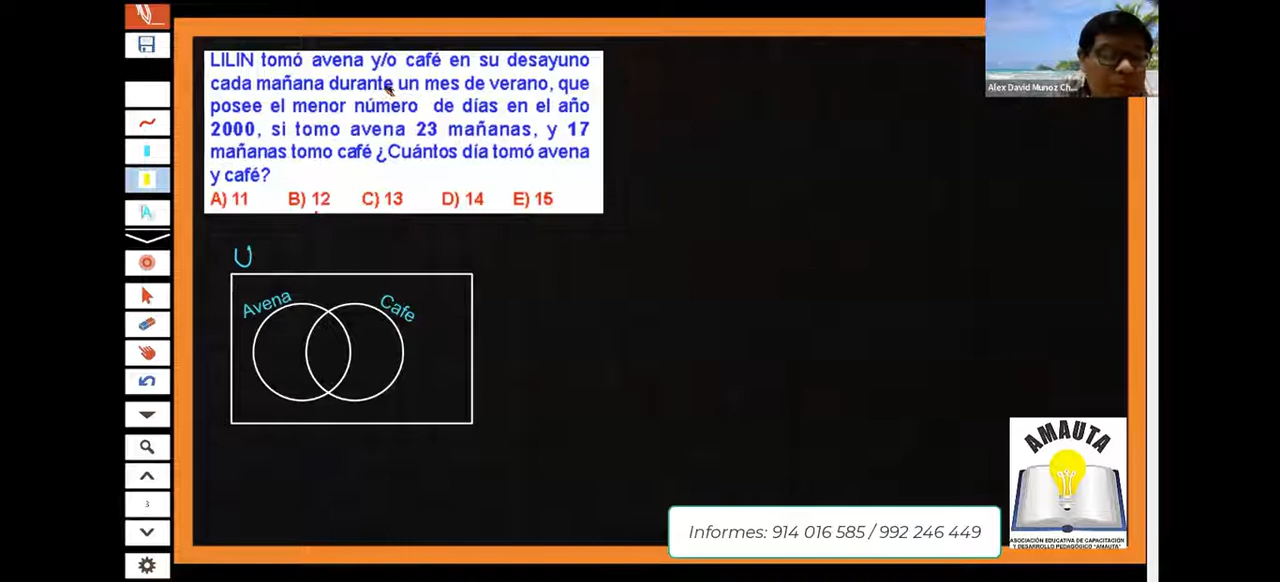 LILIN tomó avena y/o café en su desayuno
cada mañana durante un mes de verano, que
posee el menor número de días en el año
2000, si tomo avena 23 mañanas, y 17
mañanas tomo café ¿Cuántos día tomó avena
y café?
A) 11 B) 12 C) 13 D) 14 E) 15
U
Avena Cafe
Alex David Munoz Ch...
A
3
AMAUTA
ASOCIACIÓN EDUCATIVA DE CAPACITACIÓN
Y DESARROLLO PEDAGÓGICO "AMAUTA"
Informes: 914 016 585 / 992 246 449